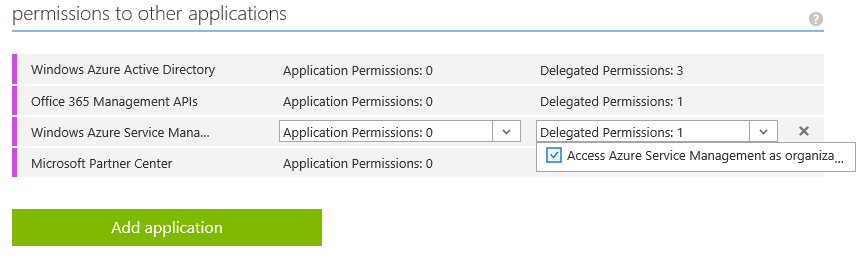 permissions to other applications
?
Windows Azure Active Directory Application Permissions: 0 Delegated Permissions: 3
Office 365 Management APIs Application Permissions: 0 Delegated Permissions: 1
Windows Azure Service Mana... Application Permissions: 0 Delegated Permissions: 1
Access Azure Service Management as organiza...
Microsoft Partner Center Application Permissions: 0
Add application